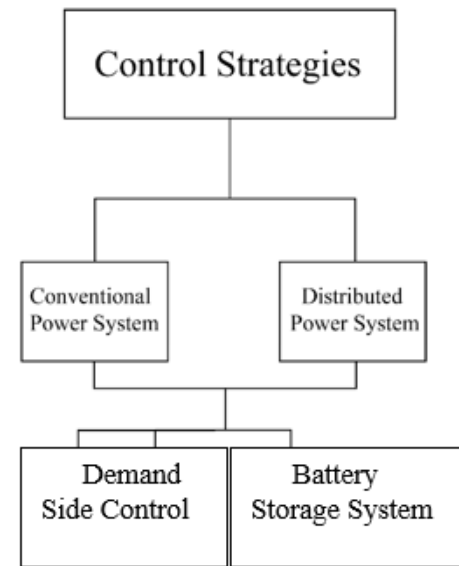 Control Strategies
Conventional
Power System
Distributed
Power System
Demand
Side Control
Battery
Storage System